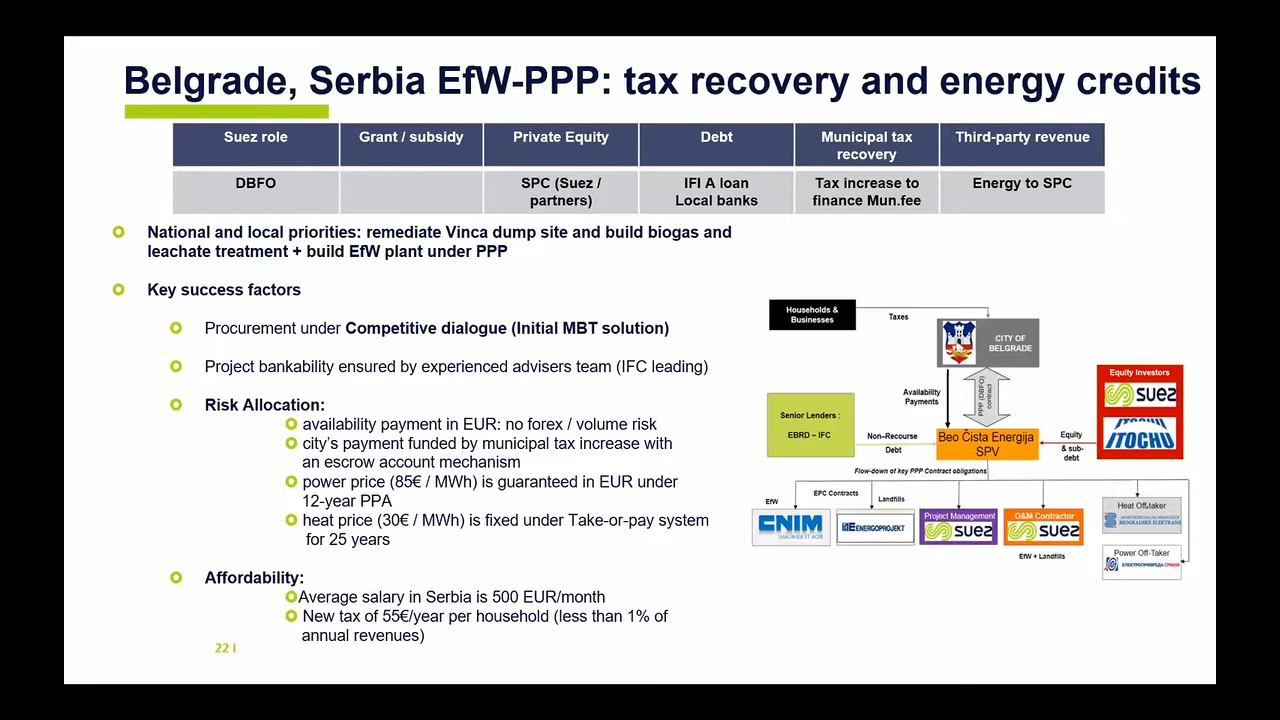 Belgrade, Serbia EfW-PPP: tax recovery and energy credits
Suez role
Grant / subsidy
Private Equity
Debt
Municipal tax
recovery
Third-party revenue
DBFO
SPC (Suez /
partners)
IFI A loan
Local banks
Tax increase to
finance Mun.fee
Energy to SPC
National and local priorities: remediate Vinca dump site and build biogas and
leachate treatment + build EfW plant under PPP
Key success factors
Procurement under Competitive dialogue (Initial MBT solution)
Project bankability ensured by experienced advisers team (IFC leading)
Risk Allocation:
availability payment in EUR: no forex / volume risk
city's payment funded by municipal tax increase with
an escrow account mechanism
power price (85€ / MWh) is guaranteed in EUR under
12-year PPA
heat price (30€ / MWh) is fixed under Take-or-pay system
for 25 years
Affordability:
Average salary in Serbia is 500 EUR/month
New tax of 55€/year per household (less than 1% of
annual revenues)
22 I
Households &
Businesses
Taxes
CITY OF
BELGRADE
Availability
Payments
PPP (DBFO)
contract
Equity Investors
suez
ITOCHU
Senior Lenders :
EBRD – IFC
Non–Recourse
Debt
Beo Čista Energija
SPV
Equity
& sub-
debt
Flow-down of key PPP Contract obligations
EfW
EPC Contracts
Landfills
CNIM
ENERGOPROJEKT
Project Management
suez
O&M Contractor
suez
EfW + Landfills
Heat Off-taker
BEOGRADSKE ELEKTRANE
Power Off-Taker
ЕЛЕКТРОПРИВРЕДА СРБИЈЕ